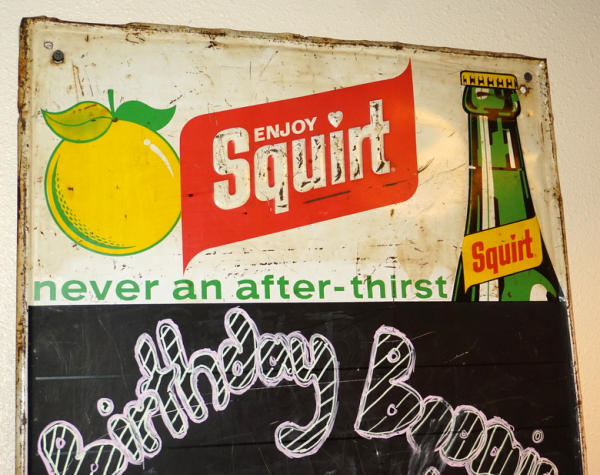 ENJOY
Squirt
Squirt
never an after-thirst
Birthday